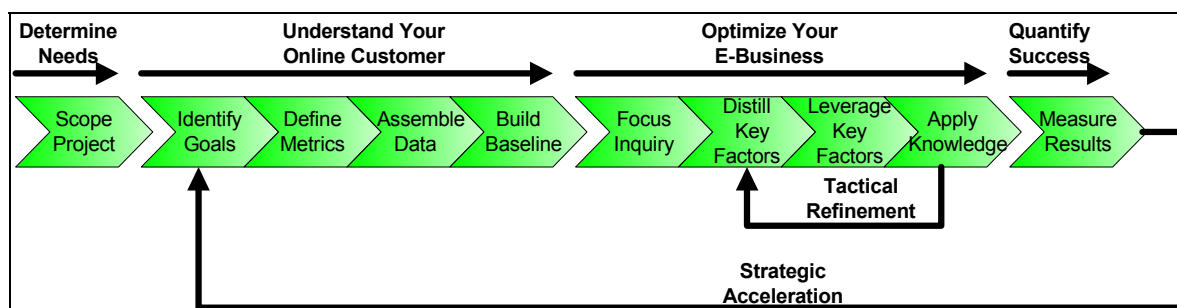 Determine
Needs
Understand Your
Online Customer
Optimize Your
E-Business
Quantify
Success
Scope
Project
Identify
Goals
Define
Metrics
Assemble
Data
Build
Baseline
Focus
Inquiry
Distill
Key
Factors
Leverage
Key
Factors
Apply
Knowledge
Measure
Results
Tactical
Refinement
Strategic
Acceleration